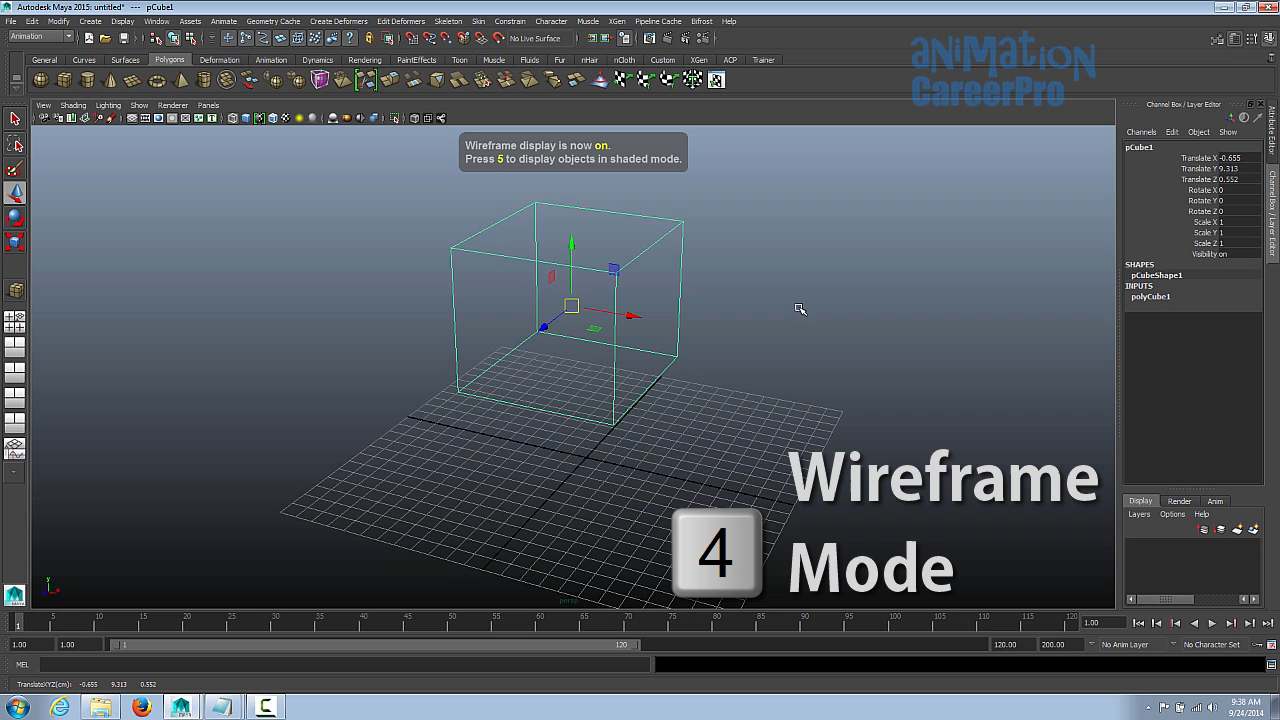 Autodesk Maya 2015: untitled* --- pCube1
File Edit Modify Create Display Window Assets Animate Geometry Cache Create Deformers Edit Deformers Skeleton Skin Constrain Character Muscle XGen Pipeline Cache Bifrost Help
Animation
No Live Surface
General Curves Surfaces Polygons Deformation Animation Dynamics Rendering PaintEffects Toon Muscle Fluids Fur nHair nCloth Custom XGen ACP Trainer
aNiMatioN
CareerPro
View Shading Lighting Show Renderer Panels
Wireframe display is now on.
Press 5 to display objects in shaded mode.
Channel Box / Layer Editor
Channels Edit Object Show
pCube1
Translate X -0.655
Translate Y 9.313
Translate Z 0.552
Rotate X 0
Rotate Y 0
Rotate Z 0
Scale X 1
Scale Y 1
Scale Z 1
Visibility on
SHAPES
pCubeShape1
INPUTS
polyCube1
Attribute Editor
Channel Box / Layer Editor
Wireframe
4 Mode
persp
y
Display Render Anim
Layers Options Help
1 5 10 15 20 25 30 35 40 45 50 55 60 65 70 75 80 85 90 95 100 105 110 115 120 1.00
1.00 1.00 1 120 120.00 200.00 No Anim Layer No Character Set
MEL
TranslateXYZ(cm): -0.655 9.313 0.552
9:38 AM
9/24/2014